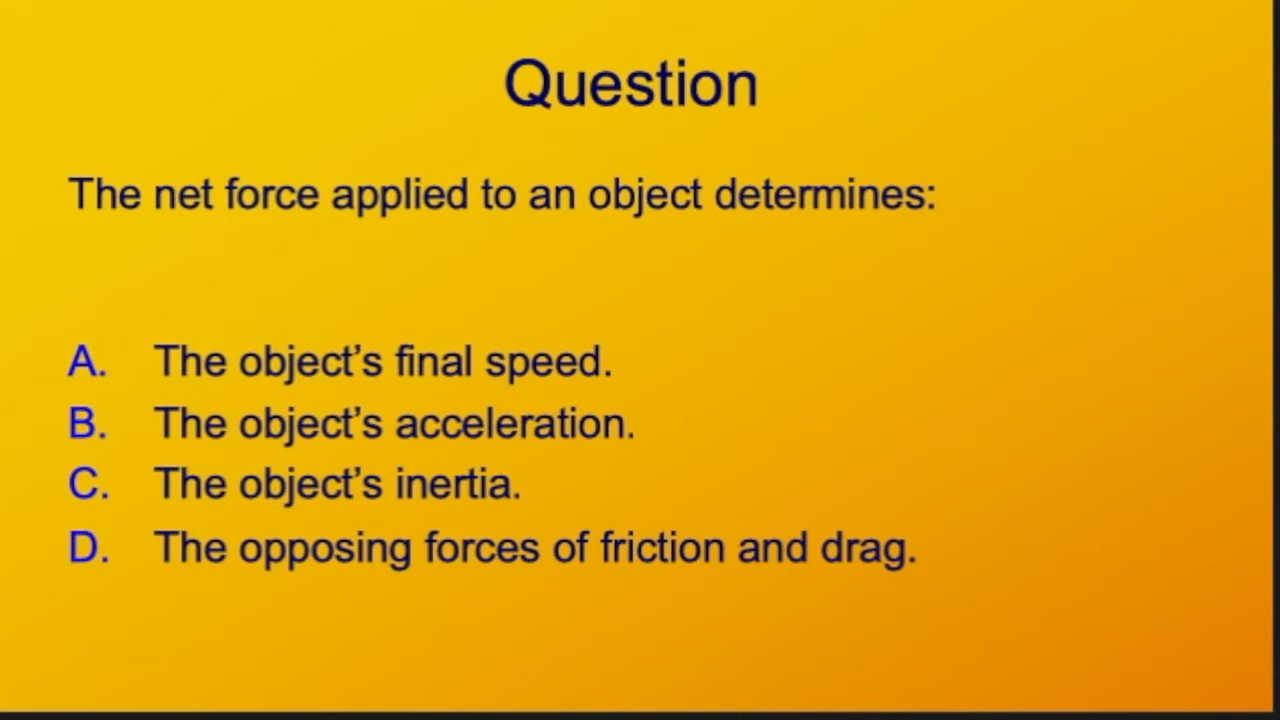 Question
The net force applied to an object determines:
A. The object’s final speed.
B. The object’s acceleration.
C. The object’s inertia.
D. The opposing forces of friction and drag.